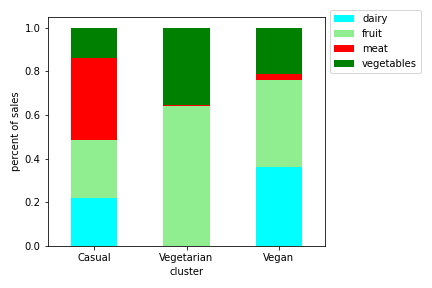 dairy
fruit
meat
vegetables
percent of sales
1.0
0.8
0.6
0.4
0.2
0.0
Casual Vegetarian Vegan
cluster